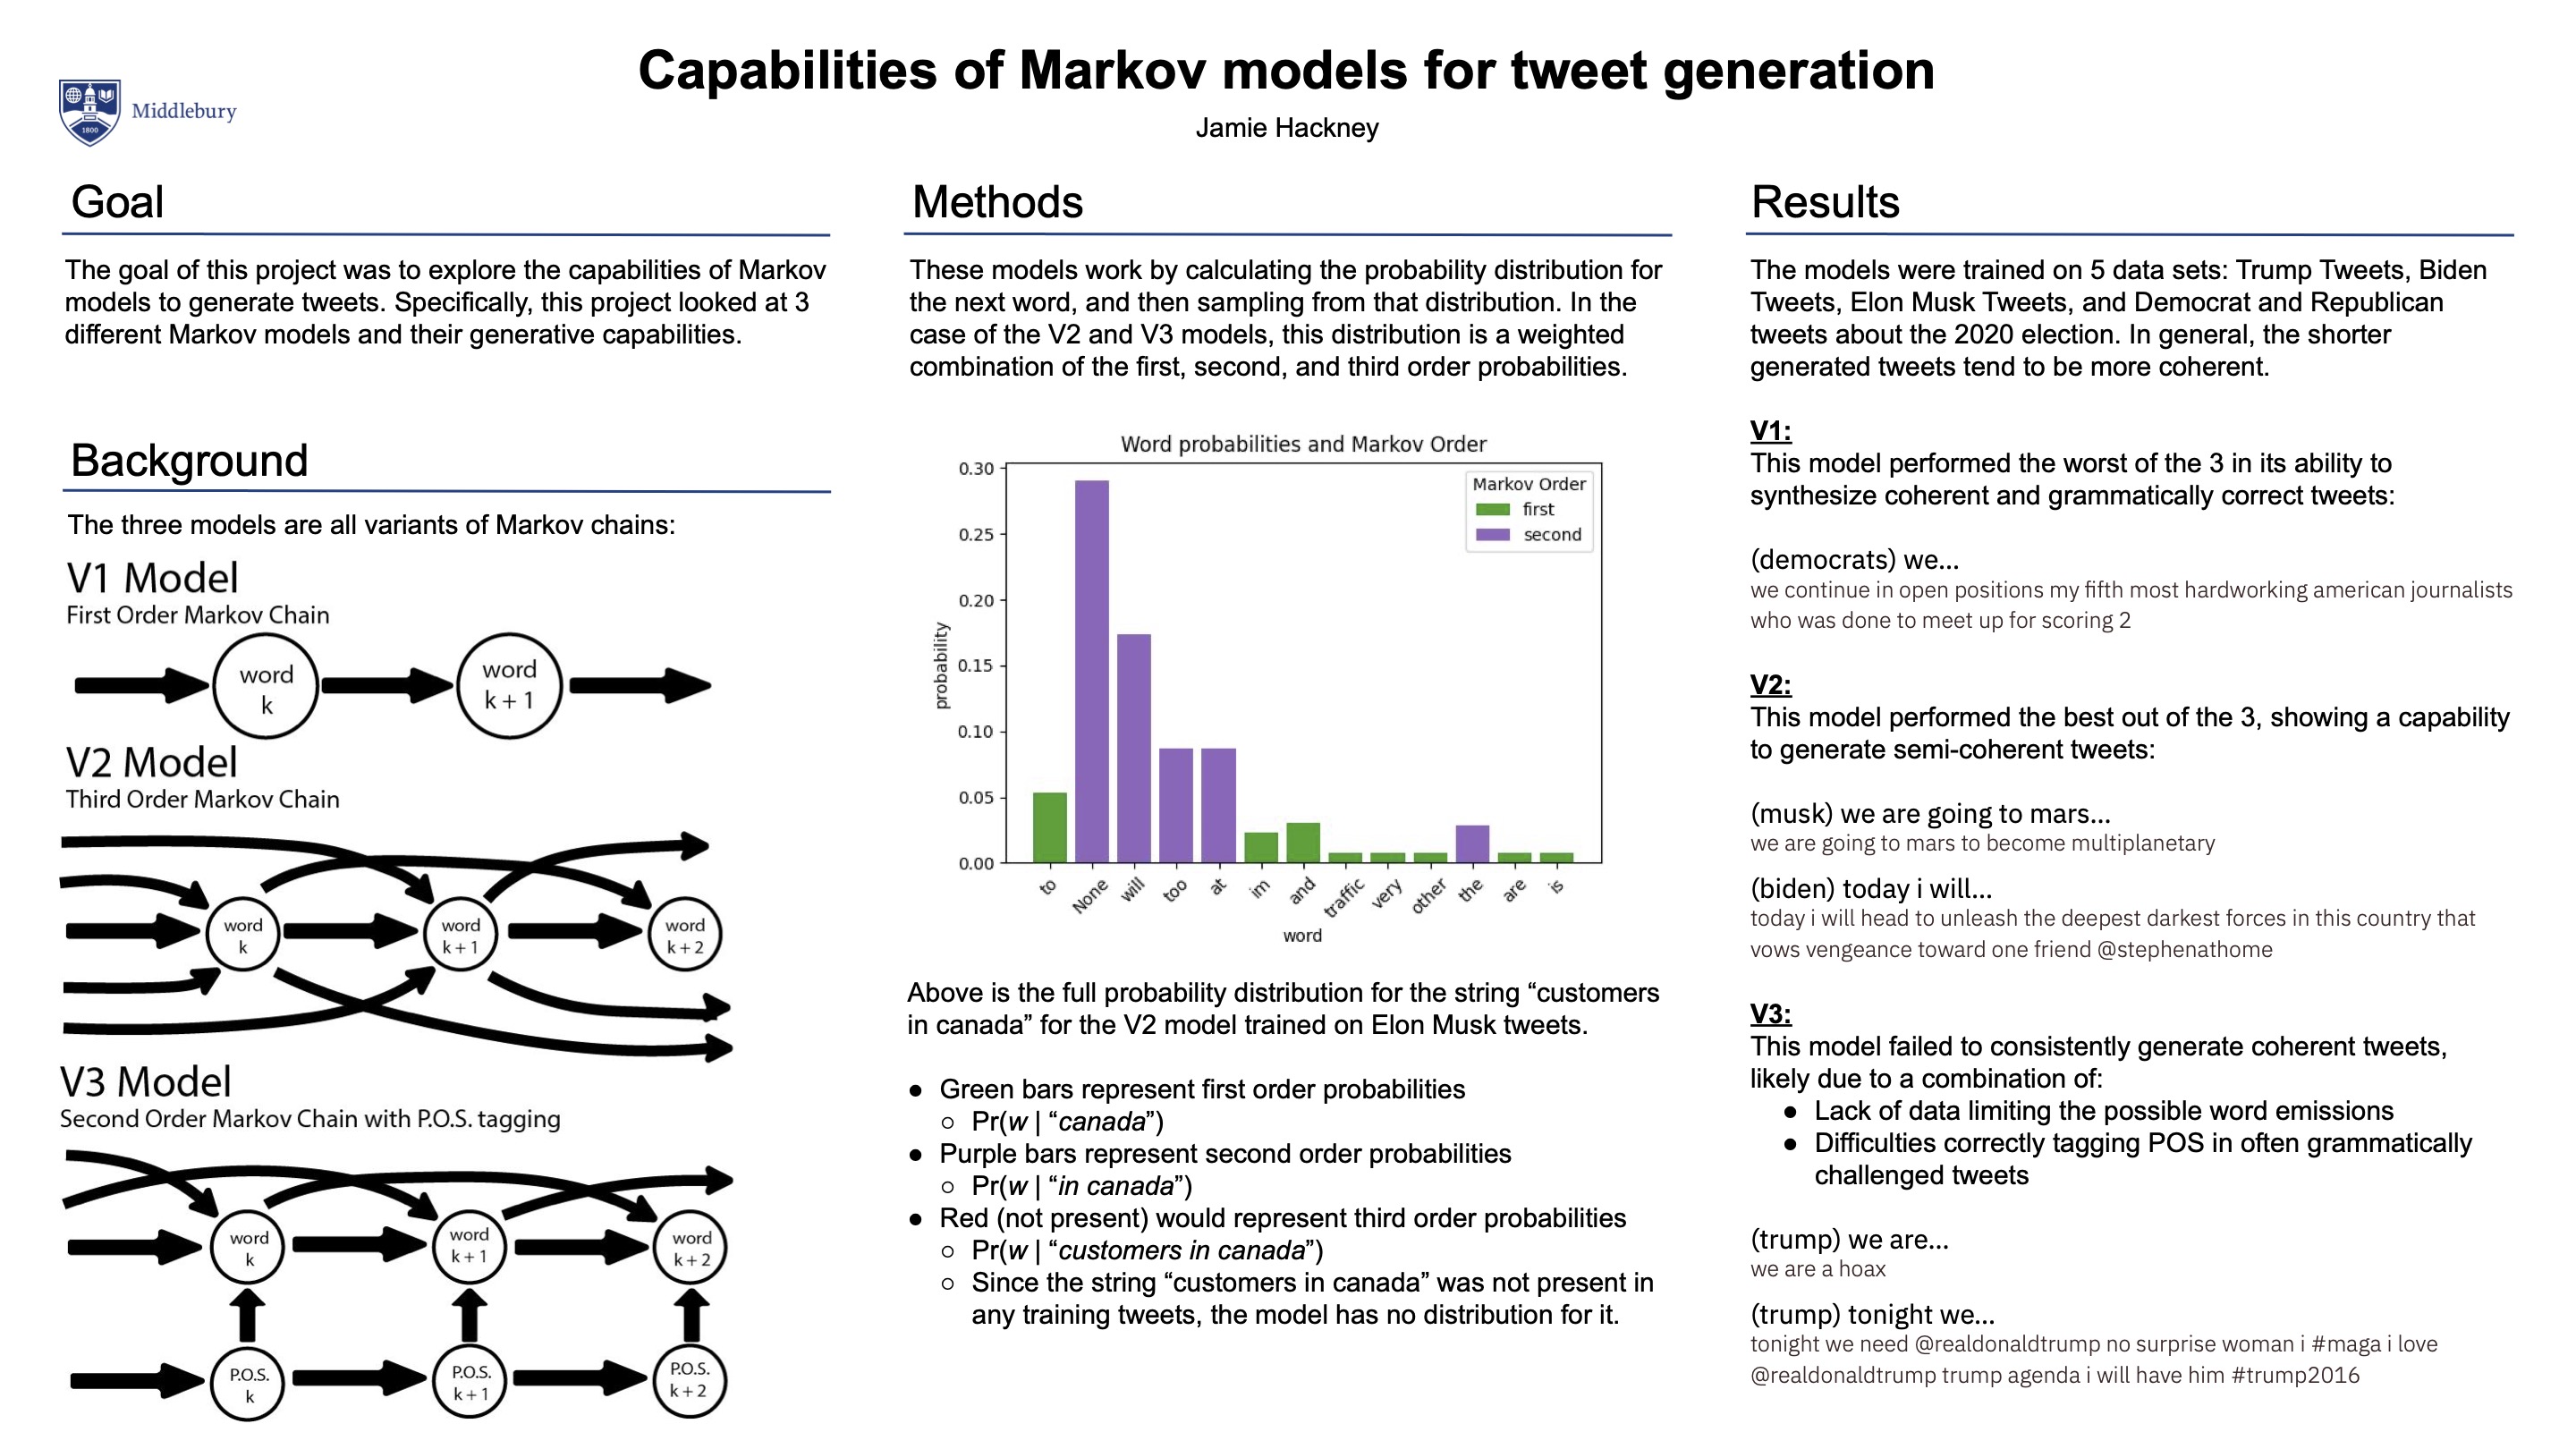 Capabilities of Markov models for tweet generation
Jamie Hackney
Middlebury
1800
Goal
The goal of this project was to explore the capabilities of Markov
models to generate tweets. Specifically, this project looked at 3
different Markov models and their generative capabilities.
Background
The three models are all variants of Markov chains:
V1 Model
First Order Markov Chain
word
k
word
k + 1
V2 Model
Third Order Markov Chain
word
k
word
k + 1
word
k + 2
V3 Model
Second Order Markov Chain with P.O.S. tagging
word
k
word
k + 1
word
k + 2
P.O.S.
k
P.O.S.
k + 1
P.O.S.
k + 2
Methods
These models work by calculating the probability distribution for
the next word, and then sampling from that distribution. In the
case of the V2 and V3 models, this distribution is a weighted
combination of the first, second, and third order probabilities.
Word probabilities and Markov Order
Markov Order
first
second
probability
0.30
0.25
0.20
0.15
0.10
0.05
0.00
to
None
will
too
at
im
and
traffic
very
other
the
are
is
word
Above is the full probability distribution for the string “customers
in canada” for the V2 model trained on Elon Musk tweets.
● Green bars represent first order probabilities
○ Pr(w | “canada”)
● Purple bars represent second order probabilities
○ Pr(w | “in canada”)
● Red (not present) would represent third order probabilities
○ Pr(w | “customers in canada”)
○ Since the string “customers in canada” was not present in
any training tweets, the model has no distribution for it.
Results
The models were trained on 5 data sets: Trump Tweets, Biden
Tweets, Elon Musk Tweets, and Democrat and Republican
tweets about the 2020 election. In general, the shorter
generated tweets tend to be more coherent.
V1:
This model performed the worst of the 3 in its ability to
synthesize coherent and grammatically correct tweets:
(democrats) we...
we continue in open positions my fifth most hardworking american journalists
who was done to meet up for scoring 2
V2:
This model performed the best out of the 3, showing a capability
to generate semi-coherent tweets:
(musk) we are going to mars...
we are going to mars to become multiplanetary
(biden) today i will...
today i will head to unleash the deepest darkest forces in this country that
vows vengeance toward one friend @stephenathome
V3:
This model failed to consistently generate coherent tweets,
likely due to a combination of:
● Lack of data limiting the possible word emissions
● Difficulties correctly tagging POS in often grammatically
challenged tweets
(trump) we are...
we are a hoax
(trump) tonight we...
tonight we need @realdonaldtrump no surprise woman i #maga i love
@realdonaldtrump trump agenda i will have him #trump2016